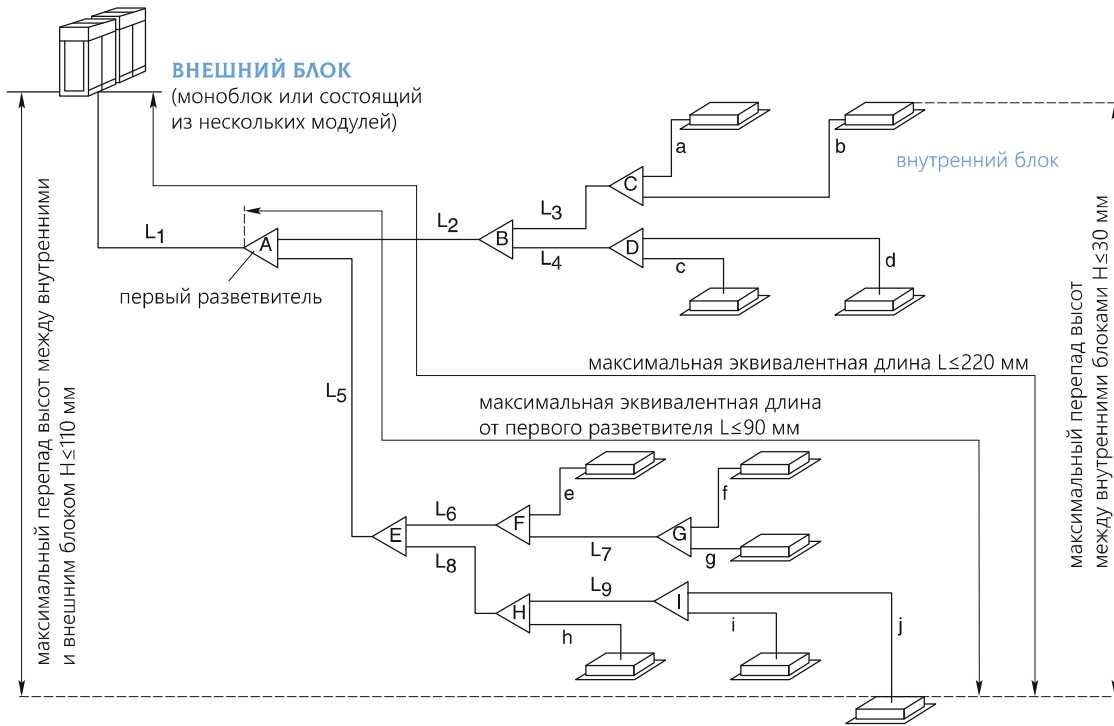 ВНЕШНИЙ БЛОК
(моноблок или состоящий
из нескольких модулей)
a
b
внутренний блок
C
L3
L2
B
L1
A
L4
D
c
d
первый разветвитель
максимальная эквивалентная длина L≤220 мм
L5
максимальная эквивалентная длина
от первого разветвителя L≤90 мм
e
f
L6
F
E
G
L7
g
L8
L9
I
H
h
i
j
максимальный перепад высот между внутренними
и внешним блоком H≤110 мм
максимальный перепад высот
между внутренними блоками H≤30 мм